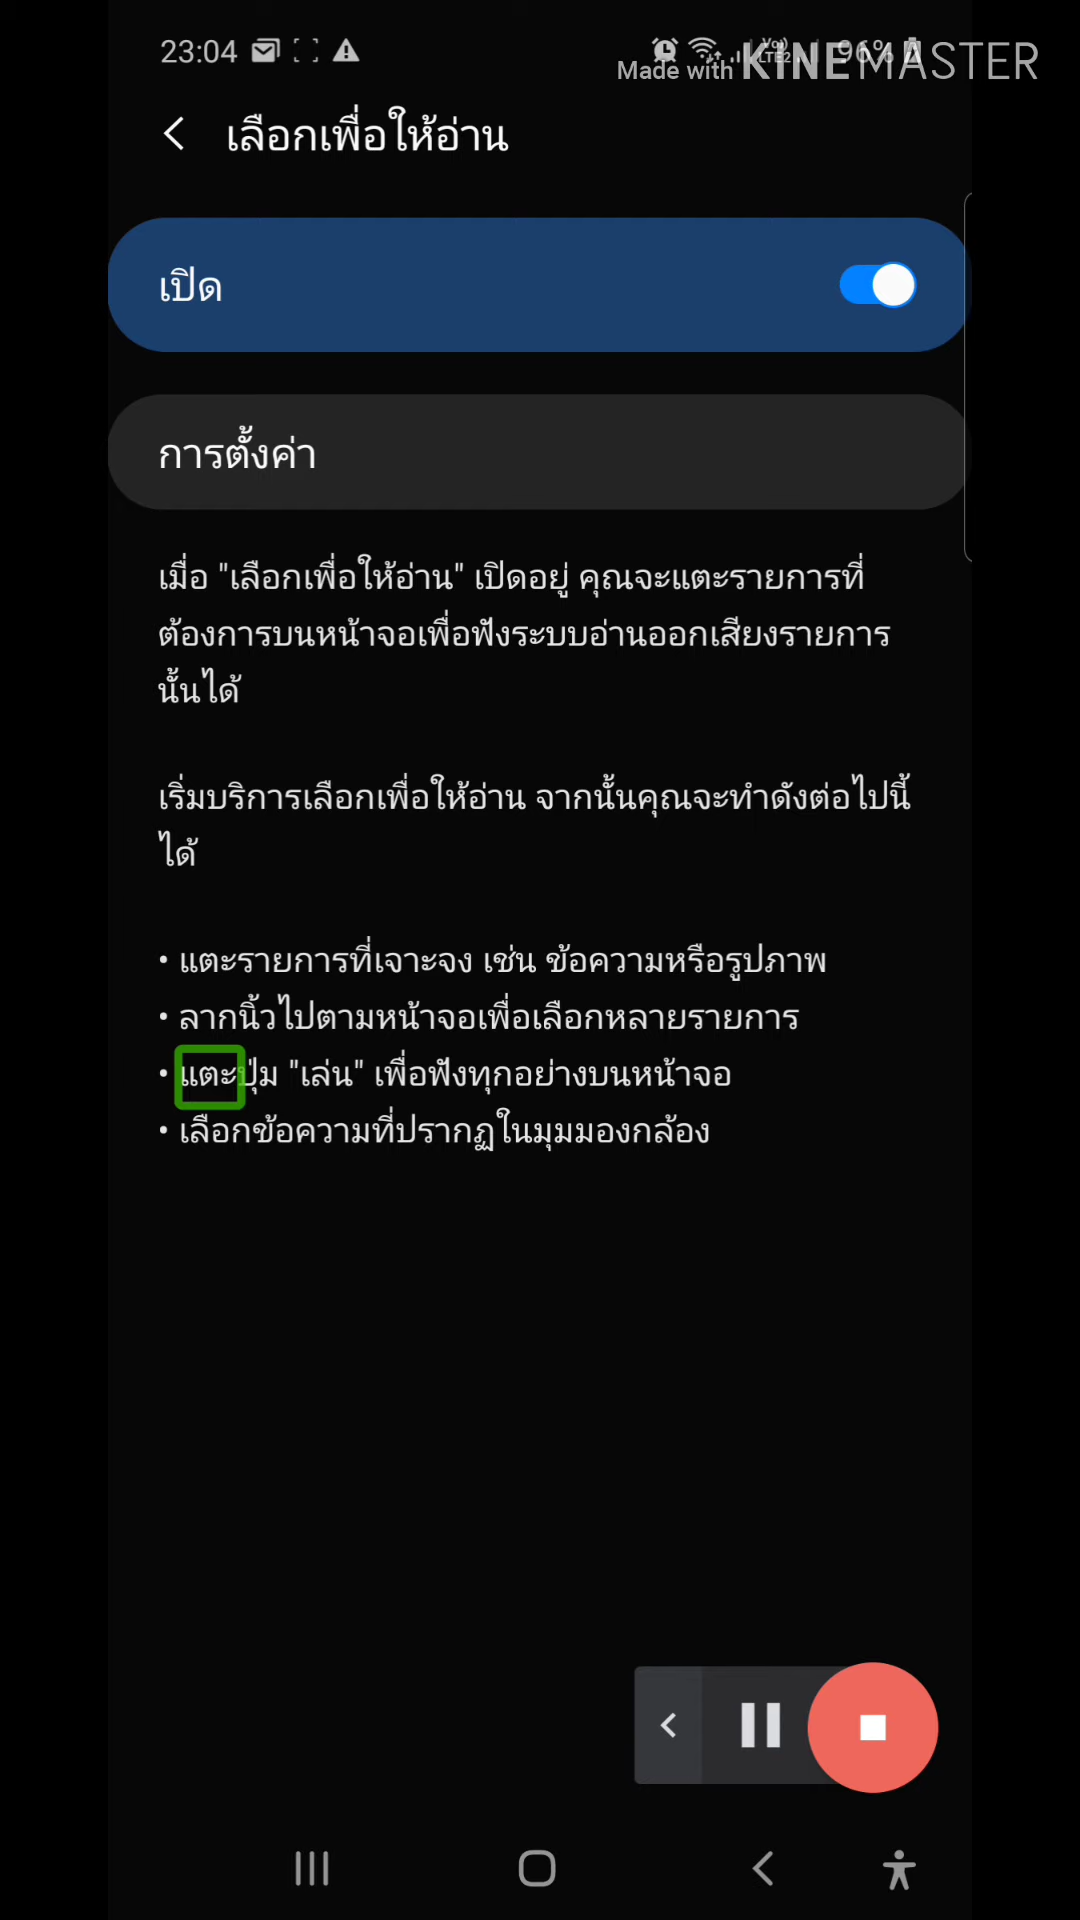 23:04
96%
Made with KINEMASTER
เลือกเพื่อให้อ่าน
เปิด
การตั้งค่า
เมื่อ "เลือกเพื่อให้อ่าน" เปิดอยู่ คุณจะแตะรายการที่
ต้องการบนหน้าจอเพื่อฟังระบบอ่านออกเสียงรายการ
นั้นได้
เริ่มบริการเลือกเพื่อให้อ่าน จากนั้นคุณจะทำดังต่อไปนี้
ได้
• แตะรายการที่เจาะจง เช่น ข้อความหรือรูปภาพ
• ลากนิ้วไปตามหน้าจอเพื่อเลือกหลายรายการ
• แตะปุ่ม "เล่น" เพื่อฟังทุกอย่างบนหน้าจอ
• เลือกข้อความที่ปรากฏในมุมมองกล้อง